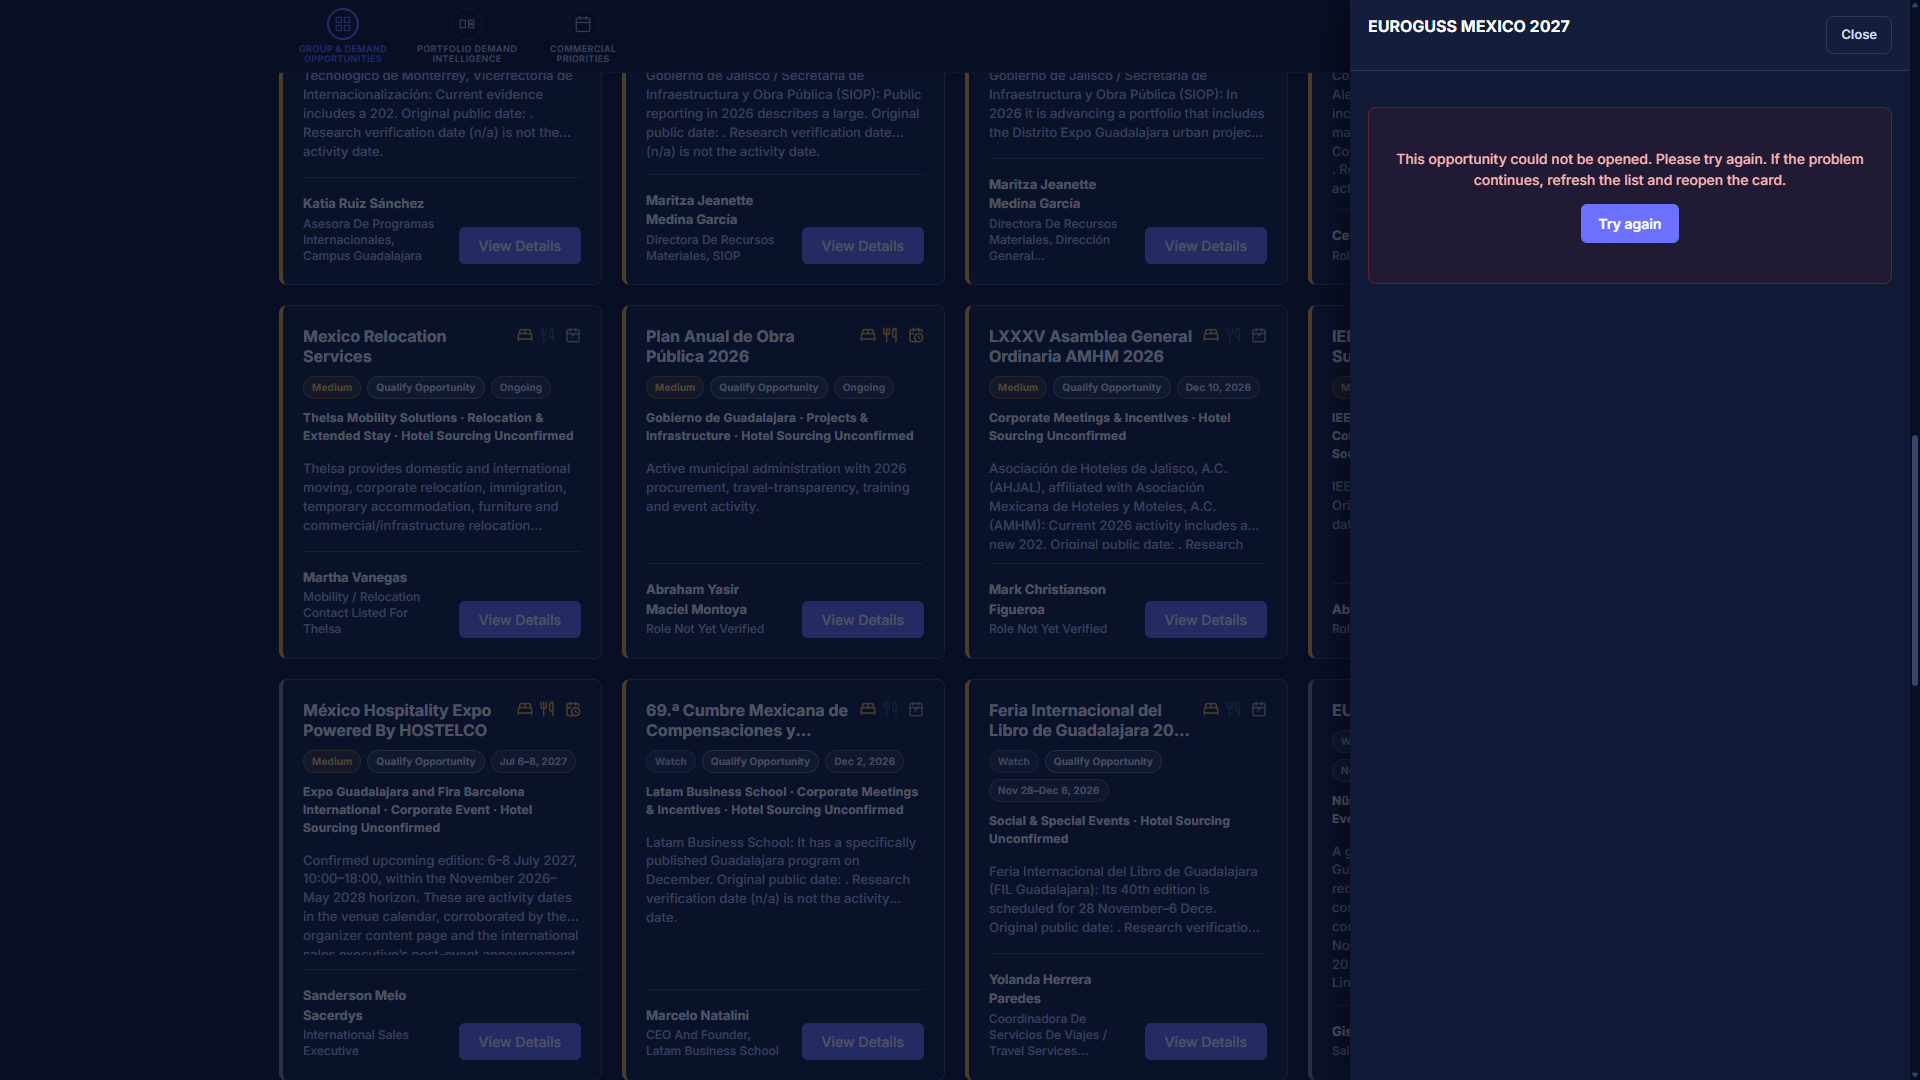 GROUP & DEMAND
OPPORTUNITIES
PORTFOLIO DEMAND
INTELLIGENCE
COMMERCIAL
PRIORITIES
EUROGUSS MEXICO 2027
Close
This opportunity could not be opened. Please try again. If the problem
continues, refresh the list and reopen the card.
Try again
Tecnológico de Monterrey, Vicerrectoría de
Internacionalización: Current evidence
includes a 202. Original public date: .
Research verification date (n/a) is not the...
activity date.
Katia Ruiz Sánchez
Asesora De Programas
Internacionales,
Campus Guadalajara
View Details
Gobierno de Jalisco / Secretaría de
Infraestructura y Obra Pública (SIOP): Public
reporting in 2026 describes a large. Original
public date: . Research verification date...
(n/a) is not the activity date.
Maritza Jeanette
Medina García
Directora De Recursos
Materiales, SIOP
View Details
Gobierno de Jalisco / Secretaría de
Infraestructura y Obra Pública (SIOP): In
2026 it is advancing a portfolio that includes
the Distrito Expo Guadalajara urban projec...
Maritza Jeanette
Medina García
Directora De Recursos
Materiales, Dirección
General...
View Details
Mexico Relocation
Services
Medium
Qualify Opportunity
Ongoing
Thelsa Mobility Solutions · Relocation &
Extended Stay · Hotel Sourcing Unconfirmed
Thelsa provides domestic and international
moving, corporate relocation, immigration,
temporary accommodation, furniture and
commercial/infrastructure relocation...
Martha Vanegas
Mobility / Relocation
Contact Listed For
Thelsa
View Details
Plan Anual de Obra
Pública 2026
Medium
Qualify Opportunity
Ongoing
Gobierno de Guadalajara · Projects &
Infrastructure · Hotel Sourcing Unconfirmed
Active municipal administration with 2026
procurement, travel-transparency, training
and event activity.
Abraham Yasir
Maciel Montoya
Role Not Yet Verified
View Details
LXXXV Asamblea General
Ordinaria AMHM 2026
Medium
Qualify Opportunity
Dec 10, 2026
Corporate Meetings & Incentives · Hotel
Sourcing Unconfirmed
Asociación de Hoteles de Jalisco, A.C.
(AHJAL), affiliated with Asociación
Mexicana de Hoteles y Moteles, A.C.
(AMHM): Current 2026 activity includes a...
new 202. Original public date: . Research
Mark Christianson
Figueroa
Role Not Yet Verified
View Details
México Hospitality Expo
Powered By HOSTELCO
Medium
Qualify Opportunity
Jul 6–8, 2027
Expo Guadalajara and Fira Barcelona
International · Corporate Event · Hotel
Sourcing Unconfirmed
Confirmed upcoming edition: 6–8 July 2027,
10:00–18:00, within the November 2026–
May 2028 horizon. These are activity dates
in the venue calendar, corroborated by the...
organizer content page and the international
sales executive's post-event announcement
Sanderson Melo
Sacerdys
International Sales
Executive
View Details
69.ª Cumbre Mexicana de
Compensaciones y...
Watch
Qualify Opportunity
Dec 2, 2026
Latam Business School · Corporate Meetings
& Incentives · Hotel Sourcing Unconfirmed
Latam Business School: It has a specifically
published Guadalajara program on
December. Original public date: . Research
verification date (n/a) is not the activity...
date.
Marcelo Natalini
CEO And Founder,
Latam Business School
View Details
Feria Internacional del
Libro de Guadalajara 20...
Watch
Qualify Opportunity
Nov 28–Dec 6, 2026
Social & Special Events · Hotel Sourcing
Unconfirmed
Feria Internacional del Libro de Guadalajara
(FIL Guadalajara): Its 40th edition is
scheduled for 28 November–6 Dece.
Original public date: . Research verificatio...
Yolanda Herrera
Paredes
Coordinadora De
Servicios De Viajes /
Travel Services...
View Details